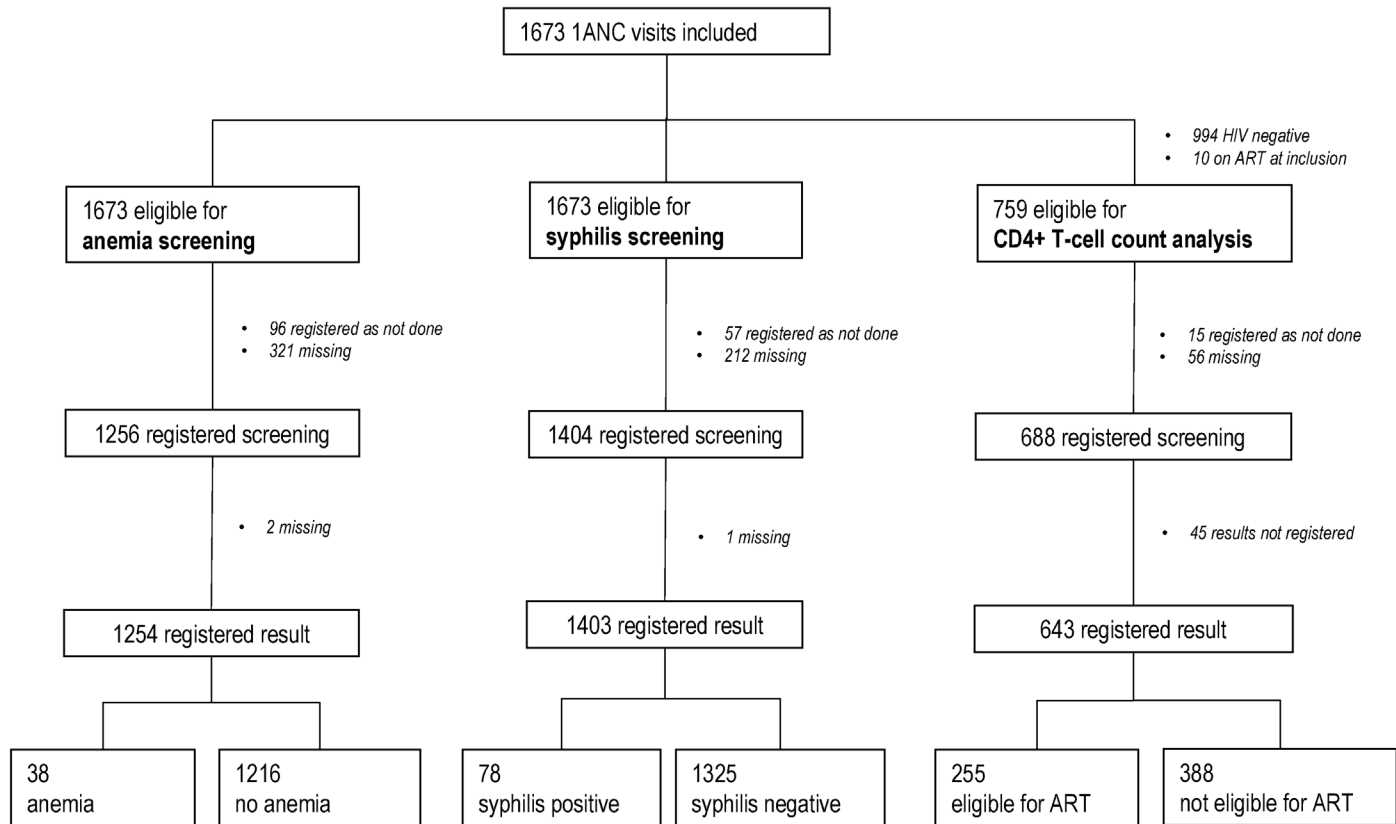 1673 1ANC visits included
• 994 HIV negative
• 10 on ART at inclusion
1673 eligible for
anemia screening
1673 eligible for
syphilis screening
759 eligible for
CD4+ T-cell count analysis
• 96 registered as not done
• 321 missing
• 57 registered as not done
• 212 missing
• 15 registered as not done
• 56 missing
1256 registered screening
1404 registered screening
688 registered screening
• 2 missing
• 1 missing
• 45 results not registered
1254 registered result
1403 registered result
643 registered result
38
anemia
1216
no anemia
78
syphilis positive
1325
syphilis negative
255
eligible for ART
388
not eligible for ART